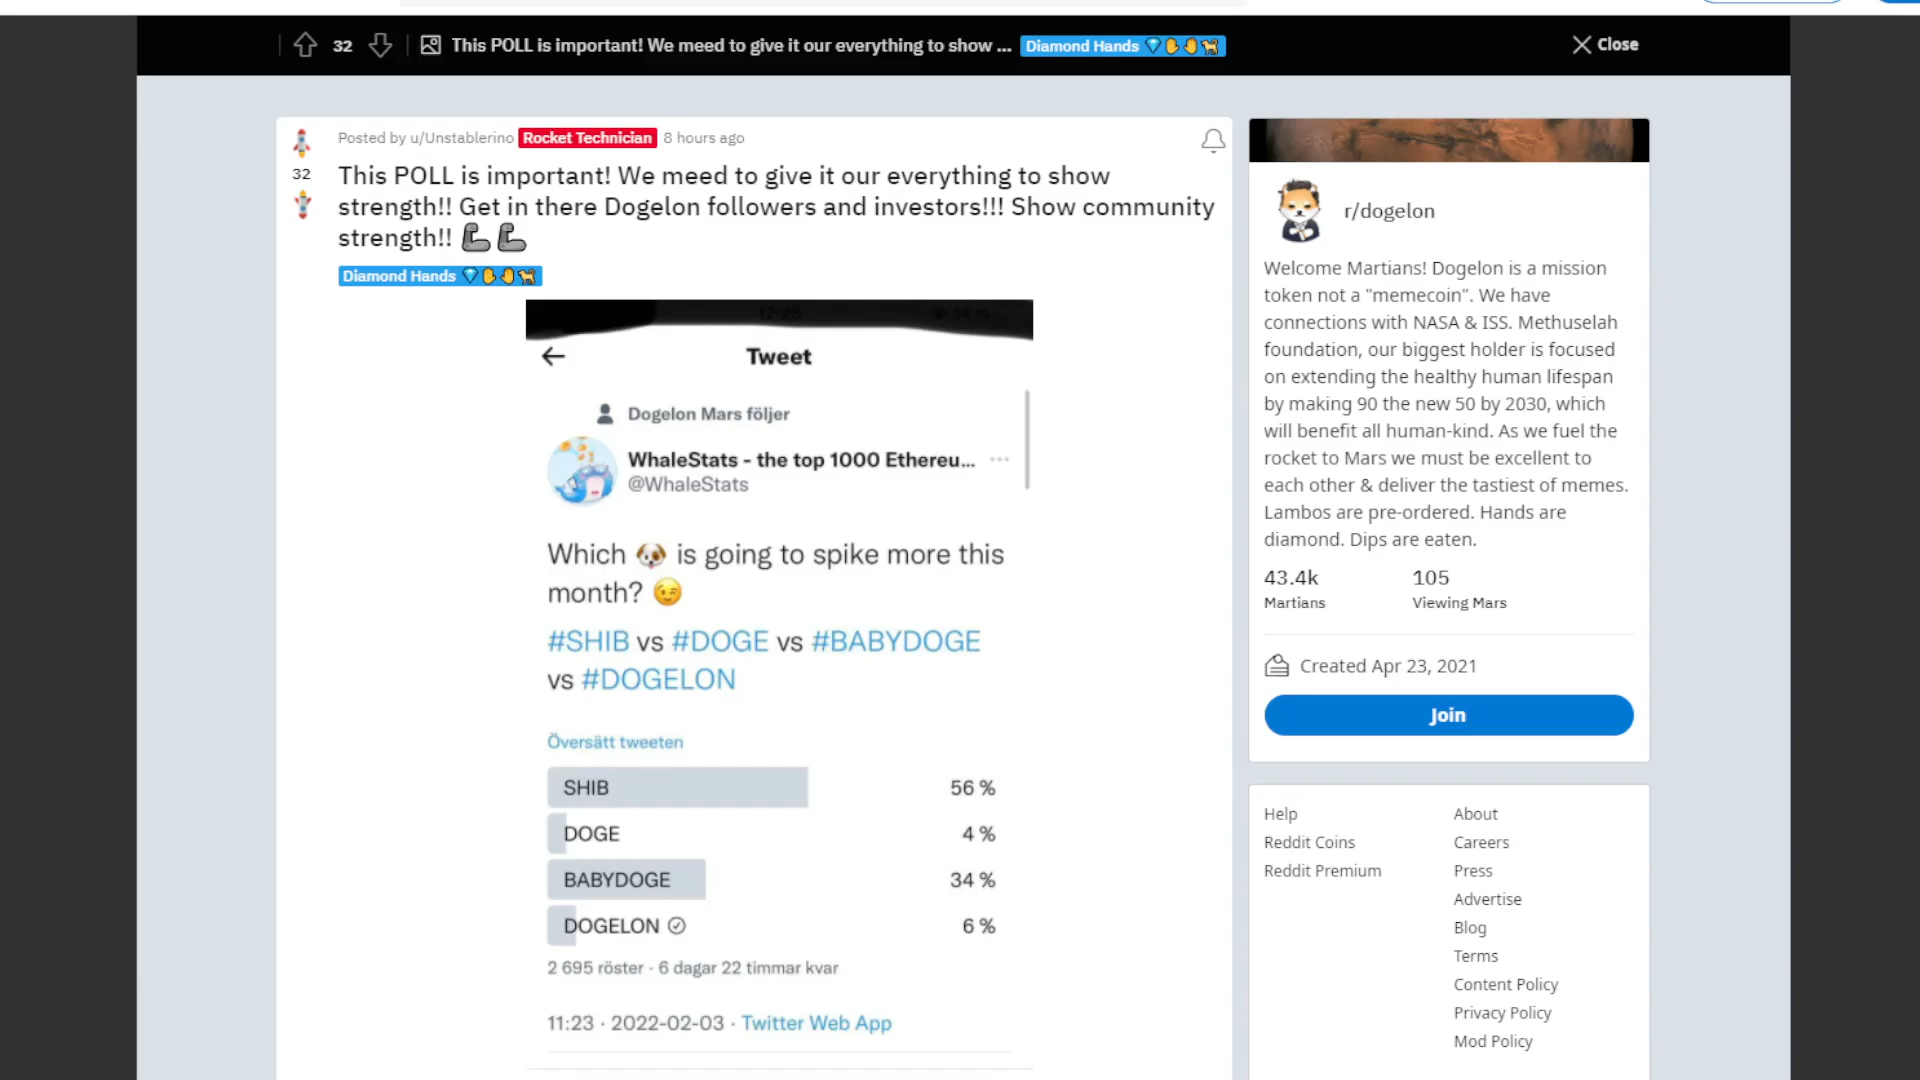 32 This POLL is important! We meed to give it our everything to show ... Diamond Hands 💎✋🤚🐕 Close
Posted by u/Unstablerino Rocket Technician 8 hours ago
32
This POLL is important! We meed to give it our everything to show
strength!! Get in there Dogelon followers and investors!!! Show community
strength!! 💪💪
Diamond Hands 💎✋🤚🐕
12:28
Tweet
Dogelon Mars följer
WhaleStats - the top 1000 Ethereu... ···
@WhaleStats
Which 🐶 is going to spike more this
month? 😉
#SHIB vs #DOGE vs #BABYDOGE
vs #DOGELON
Översätt tweeten
SHIB 56 %
DOGE 4 %
BABYDOGE 34 %
DOGELON 6 %
2 695 röster · 6 dagar 22 timmar kvar
11:23 · 2022-02-03 · Twitter Web App
r/dogelon
Welcome Martians! Dogelon is a mission
token not a "memecoin". We have
connections with NASA & ISS. Methuselah
foundation, our biggest holder is focused
on extending the healthy human lifespan
by making 90 the new 50 by 2030, which
will benefit all human-kind. As we fuel the
rocket to Mars we must be excellent to
each other & deliver the tastiest of memes.
Lambos are pre-ordered. Hands are
diamond. Dips are eaten.
43.4k 105
Martians Viewing Mars
Created Apr 23, 2021
Join
Help About
Reddit Coins Careers
Reddit Premium Press
Advertise
Blog
Terms
Content Policy
Privacy Policy
Mod Policy